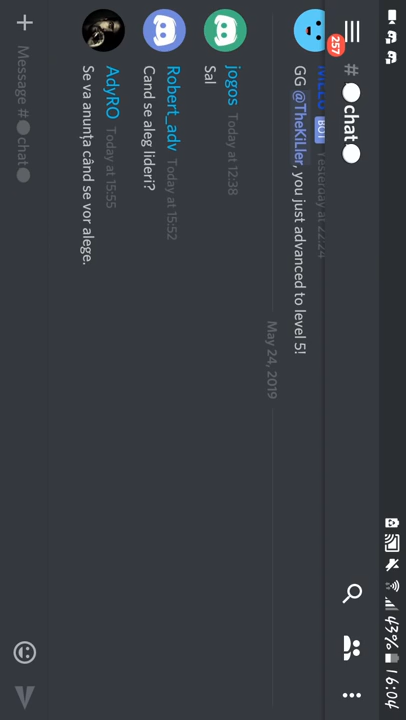 43% 16:04
257
# chat
MEE6 BOT Yesterday at 22:24
GG @TheKiLler, you just advanced to level 5!
May 24, 2019
jogos Today at 12:38
Sal
Robert_adv Today at 15:52
Cand se aleg lideri?
AdyRO Today at 15:55
Se va anunța când se vor alege.
Message # chat